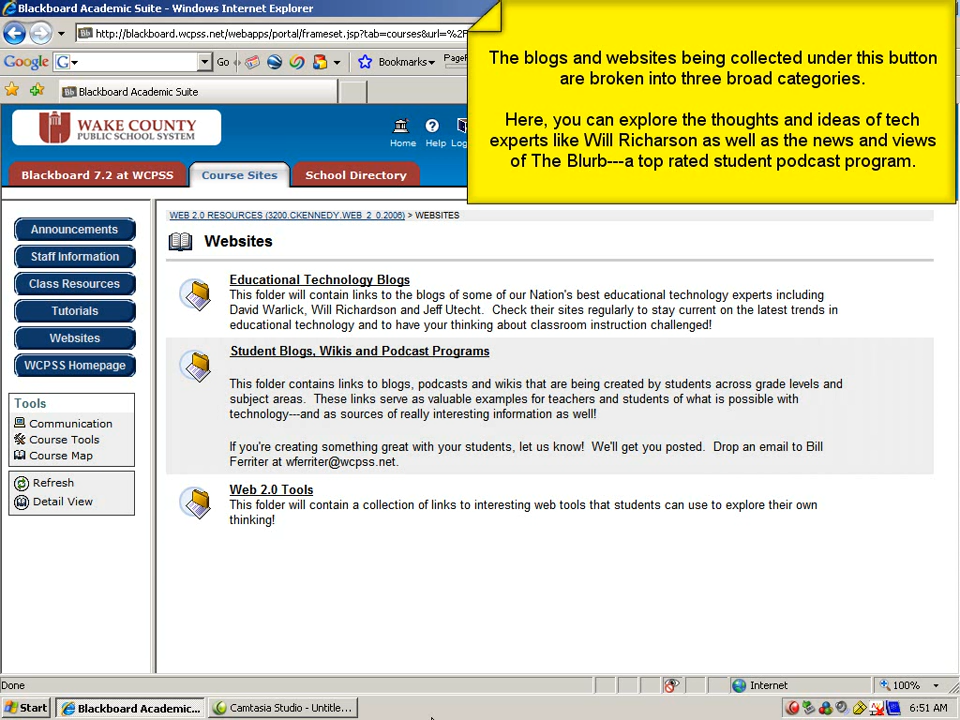 Blackboard Academic Suite - Windows Internet Explorer
http://blackboard.wcpss.net/webapps/portal/frameset.jsp?tab=courses&url=%2F
Google
G
Go
Bookmarks
Blackboard Academic Suite
The blogs and websites being collected under this button
are broken into three broad categories.
Here, you can explore the thoughts and ideas of tech
experts like Will Richarson as well as the news and views
of The Blurb---a top rated student podcast program.
WAKE COUNTY
PUBLIC SCHOOL SYSTEM
Home
Help
Blackboard 7.2 at WCPSS
Course Sites
School Directory
Announcements
Staff Information
Class Resources
Tutorials
Websites
WCPSS Homepage
Tools
Communication
Course Tools
Course Map
Refresh
Detail View
WEB 2.0 RESOURCES (3200.CKENNEDY.WEB_2_0.2006) > WEBSITES
Websites
Educational Technology Blogs
This folder will contain links to the blogs of some of our Nation's best educational technology experts including
David Warlick, Will Richardson and Jeff Utecht. Check their sites regularly to stay current on the latest trends in
educational technology and to have your thinking about classroom instruction challenged!
Student Blogs, Wikis and Podcast Programs
This folder contains links to blogs, podcasts and wikis that are being created by students across grade levels and
subject areas. These links serve as valuable examples for teachers and students of what is possible with
technology---and as sources of really interesting information as well!
If you're creating something great with your students, let us know! We'll get you posted. Drop an email to Bill
Ferriter at wferriter@wcpss.net.
Web 2.0 Tools
This folder will contain a collection of links to interesting web tools that students can use to explore their own
thinking!
Done
Internet
100%
Start
Blackboard Academic...
Camtasia Studio - Untitle...
6:51 AM